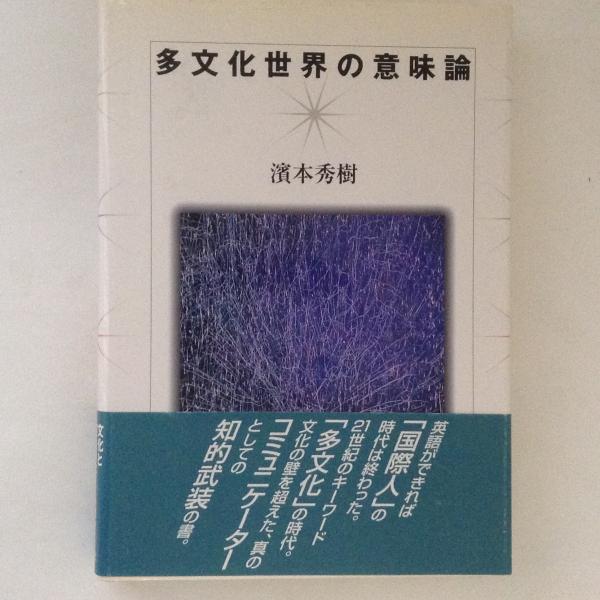 多文化世界の意味論
濱本秀樹
英語ができれば
「国際人」の
時代は終わった。
21世紀のキーワード
「多文化」の時代。
文化の壁を超えた、真の
コミュニケーター
としての
知的武装の書。
文化と